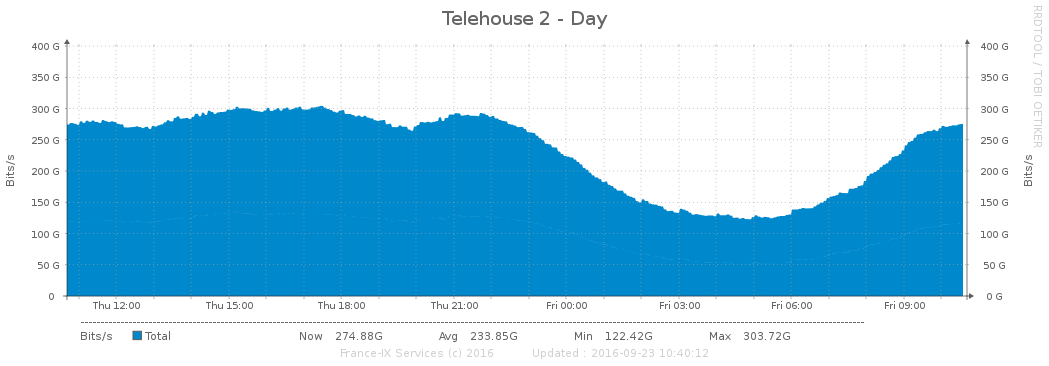 Telehouse 2 - Day
RRDTOOL / TOBI OETIKER
Bits/s
400 G 400 G
350 G 350 G
300 G 300 G
250 G 250 G
200 G 200 G
150 G 150 G
100 G 100 G
50 G 50 G
0 0 G
Bits/s
Thu 12:00 Thu 15:00 Thu 18:00 Thu 21:00 Fri 00:00 Fri 03:00 Fri 06:00 Fri 09:00
Bits/s Total Now 274.88G Avg 233.85G Min 122.42G Max 303.72G
France-IX Services (c) 2016 Updated : 2016-09-23 10:40:12